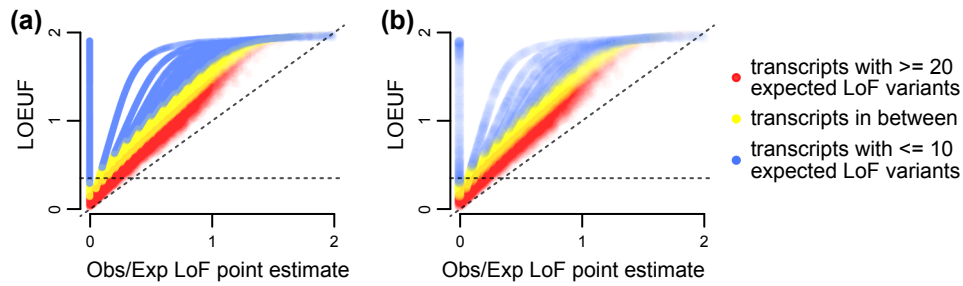 (a)
2
1
0
LOEUF
0
1
2
Obs/Exp LoF point estimate
(b)
2
1
0
LOEUF
0
1
2
Obs/Exp LoF point estimate
transcripts with >= 20
expected LoF variants
transcripts in between
transcripts with <= 10
expected LoF variants